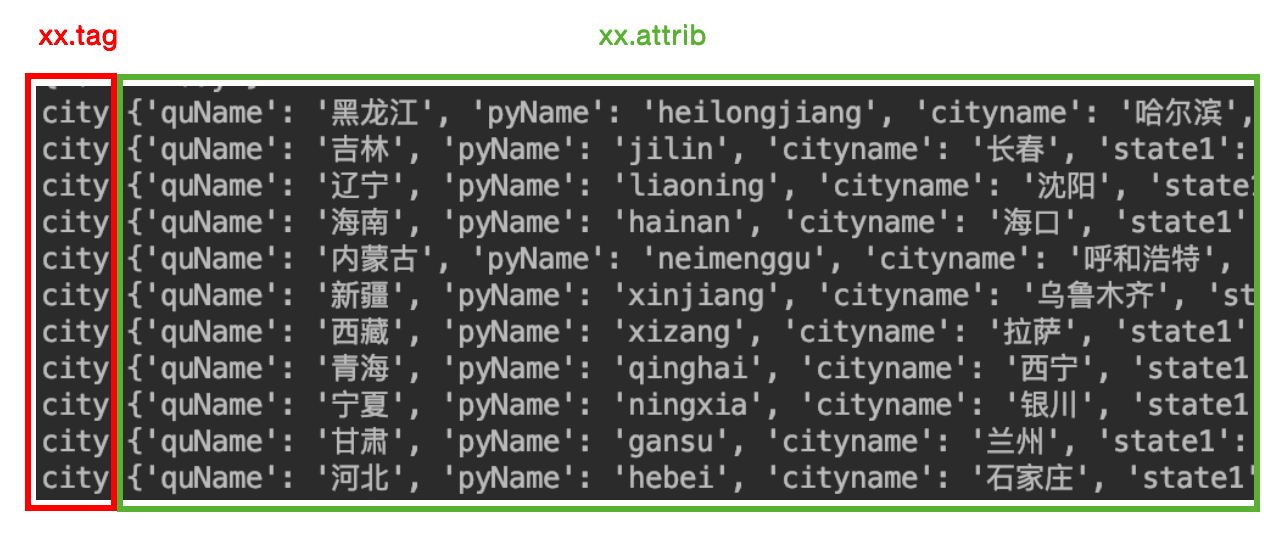 xx.tag
xx.attrib
city {'quName': '黑龙江', 'pyName': 'heilongjiang', 'cityname': '哈尔滨',
city {'quName': '吉林', 'pyName': 'jilin', 'cityname': '长春', 'state1':
city {'quName': '辽宁', 'pyName': 'liaoning', 'cityname': '沈阳', 'state1
city {'quName': '海南', 'pyName': 'hainan', 'cityname': '海口', 'state1'
city {'quName': '内蒙古', 'pyName': 'neimenggu', 'cityname': '呼和浩特',
city {'quName': '新疆', 'pyName': 'xinjiang', 'cityname': '乌鲁木齐', 'st
city {'quName': '西藏', 'pyName': 'xizang', 'cityname': '拉萨', 'state1'
city {'quName': '青海', 'pyName': 'qinghai', 'cityname': '西宁', 'state1
city {'quName': '宁夏', 'pyName': 'ningxia', 'cityname': '银川', 'state1
city {'quName': '甘肃', 'pyName': 'gansu', 'cityname': '兰州', 'state1':
city {'quName': '河北', 'pyName': 'hebei', 'cityname': '石家庄', 'state1'